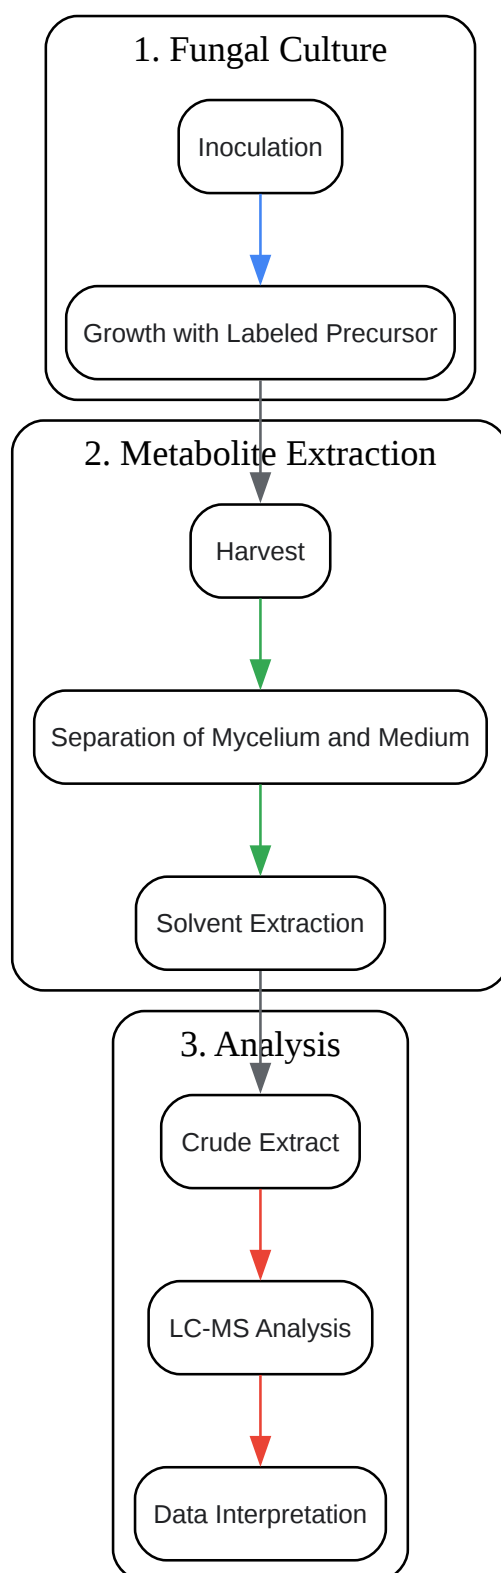 1. Fungal Culture
Inoculation
Growth with Labeled Precursor
2. Metabolite Extraction
Harvest
Separation of Mycelium and Medium
Solvent Extraction
3. Analysis
Crude Extract
LC-MS Analysis
Data Interpretation